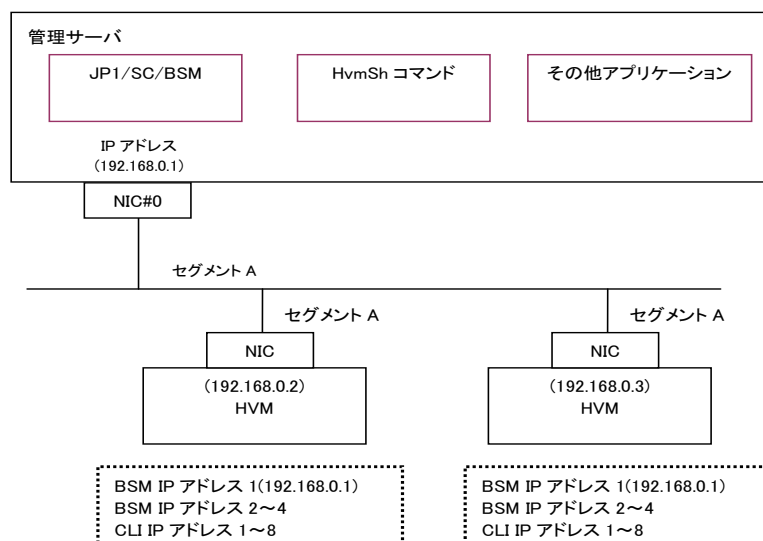 管理サーバ
JP1/SC/BSM
HvmSh コマンド
その他アプリケーション
IP アドレス
(192.168.0.1)
NIC#0
セグメント A
セグメント A
セグメント A
NIC
NIC
(192.168.0.2)
HVM
(192.168.0.3)
HVM
BSM IP アドレス 1(192.168.0.1)
BSM IP アドレス 2~4
CLI IP アドレス 1~8
BSM IP アドレス 1(192.168.0.1)
BSM IP アドレス 2~4
CLI IP アドレス 1~8